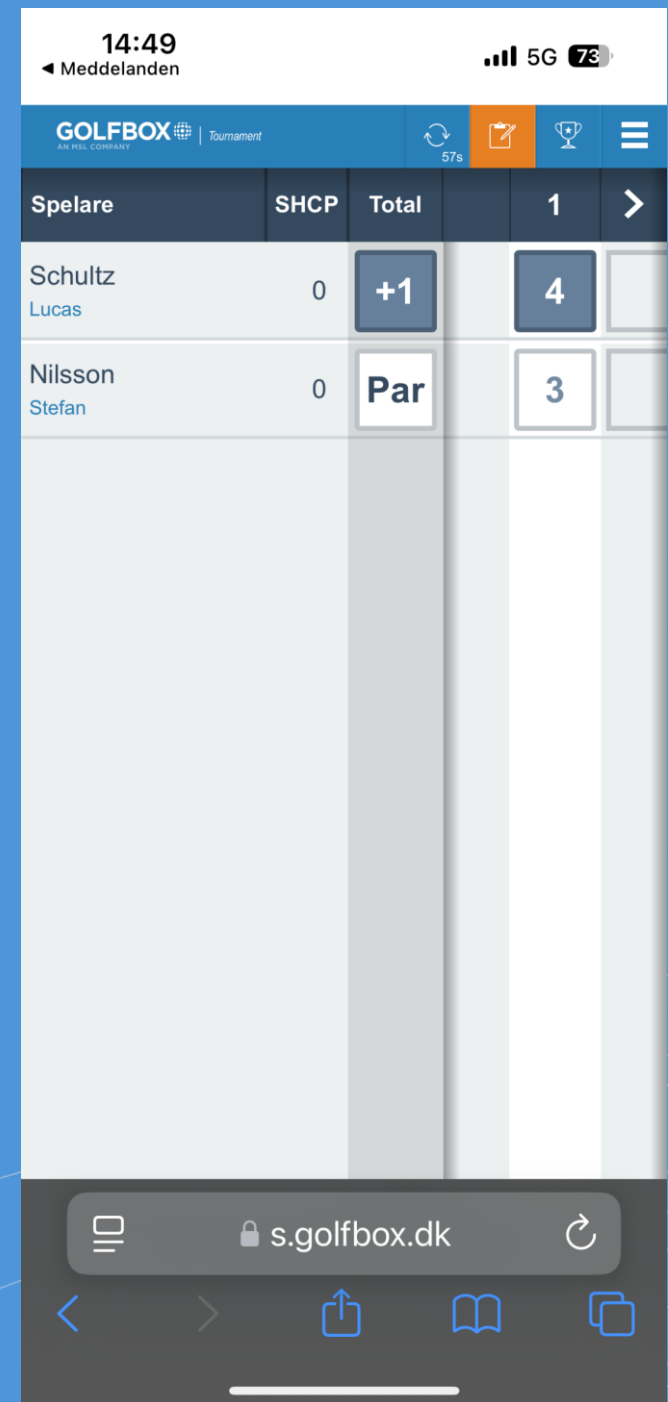 14:49
◀ Meddelanden
5G 73
GOLFBOX | Tournament
AN MSL COMPANY
57s
Spelare SHCP Total 1
Schultz
Lucas
0 +1 4
Nilsson
Stefan
0 Par 3
s.golfbox.dk